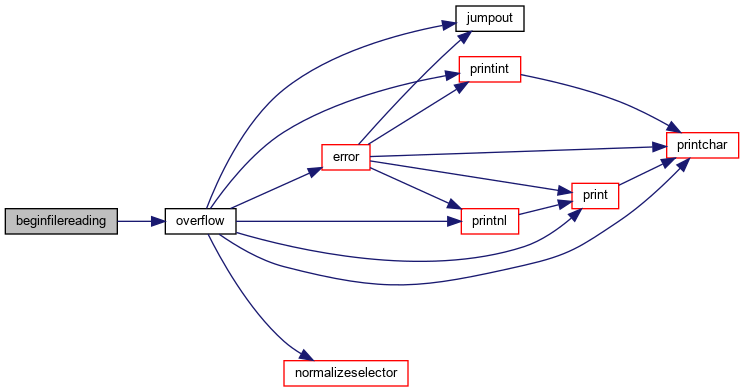 jumpout
printint
printchar
error
print
beginfilereading
overflow
printnl
normalizeselector